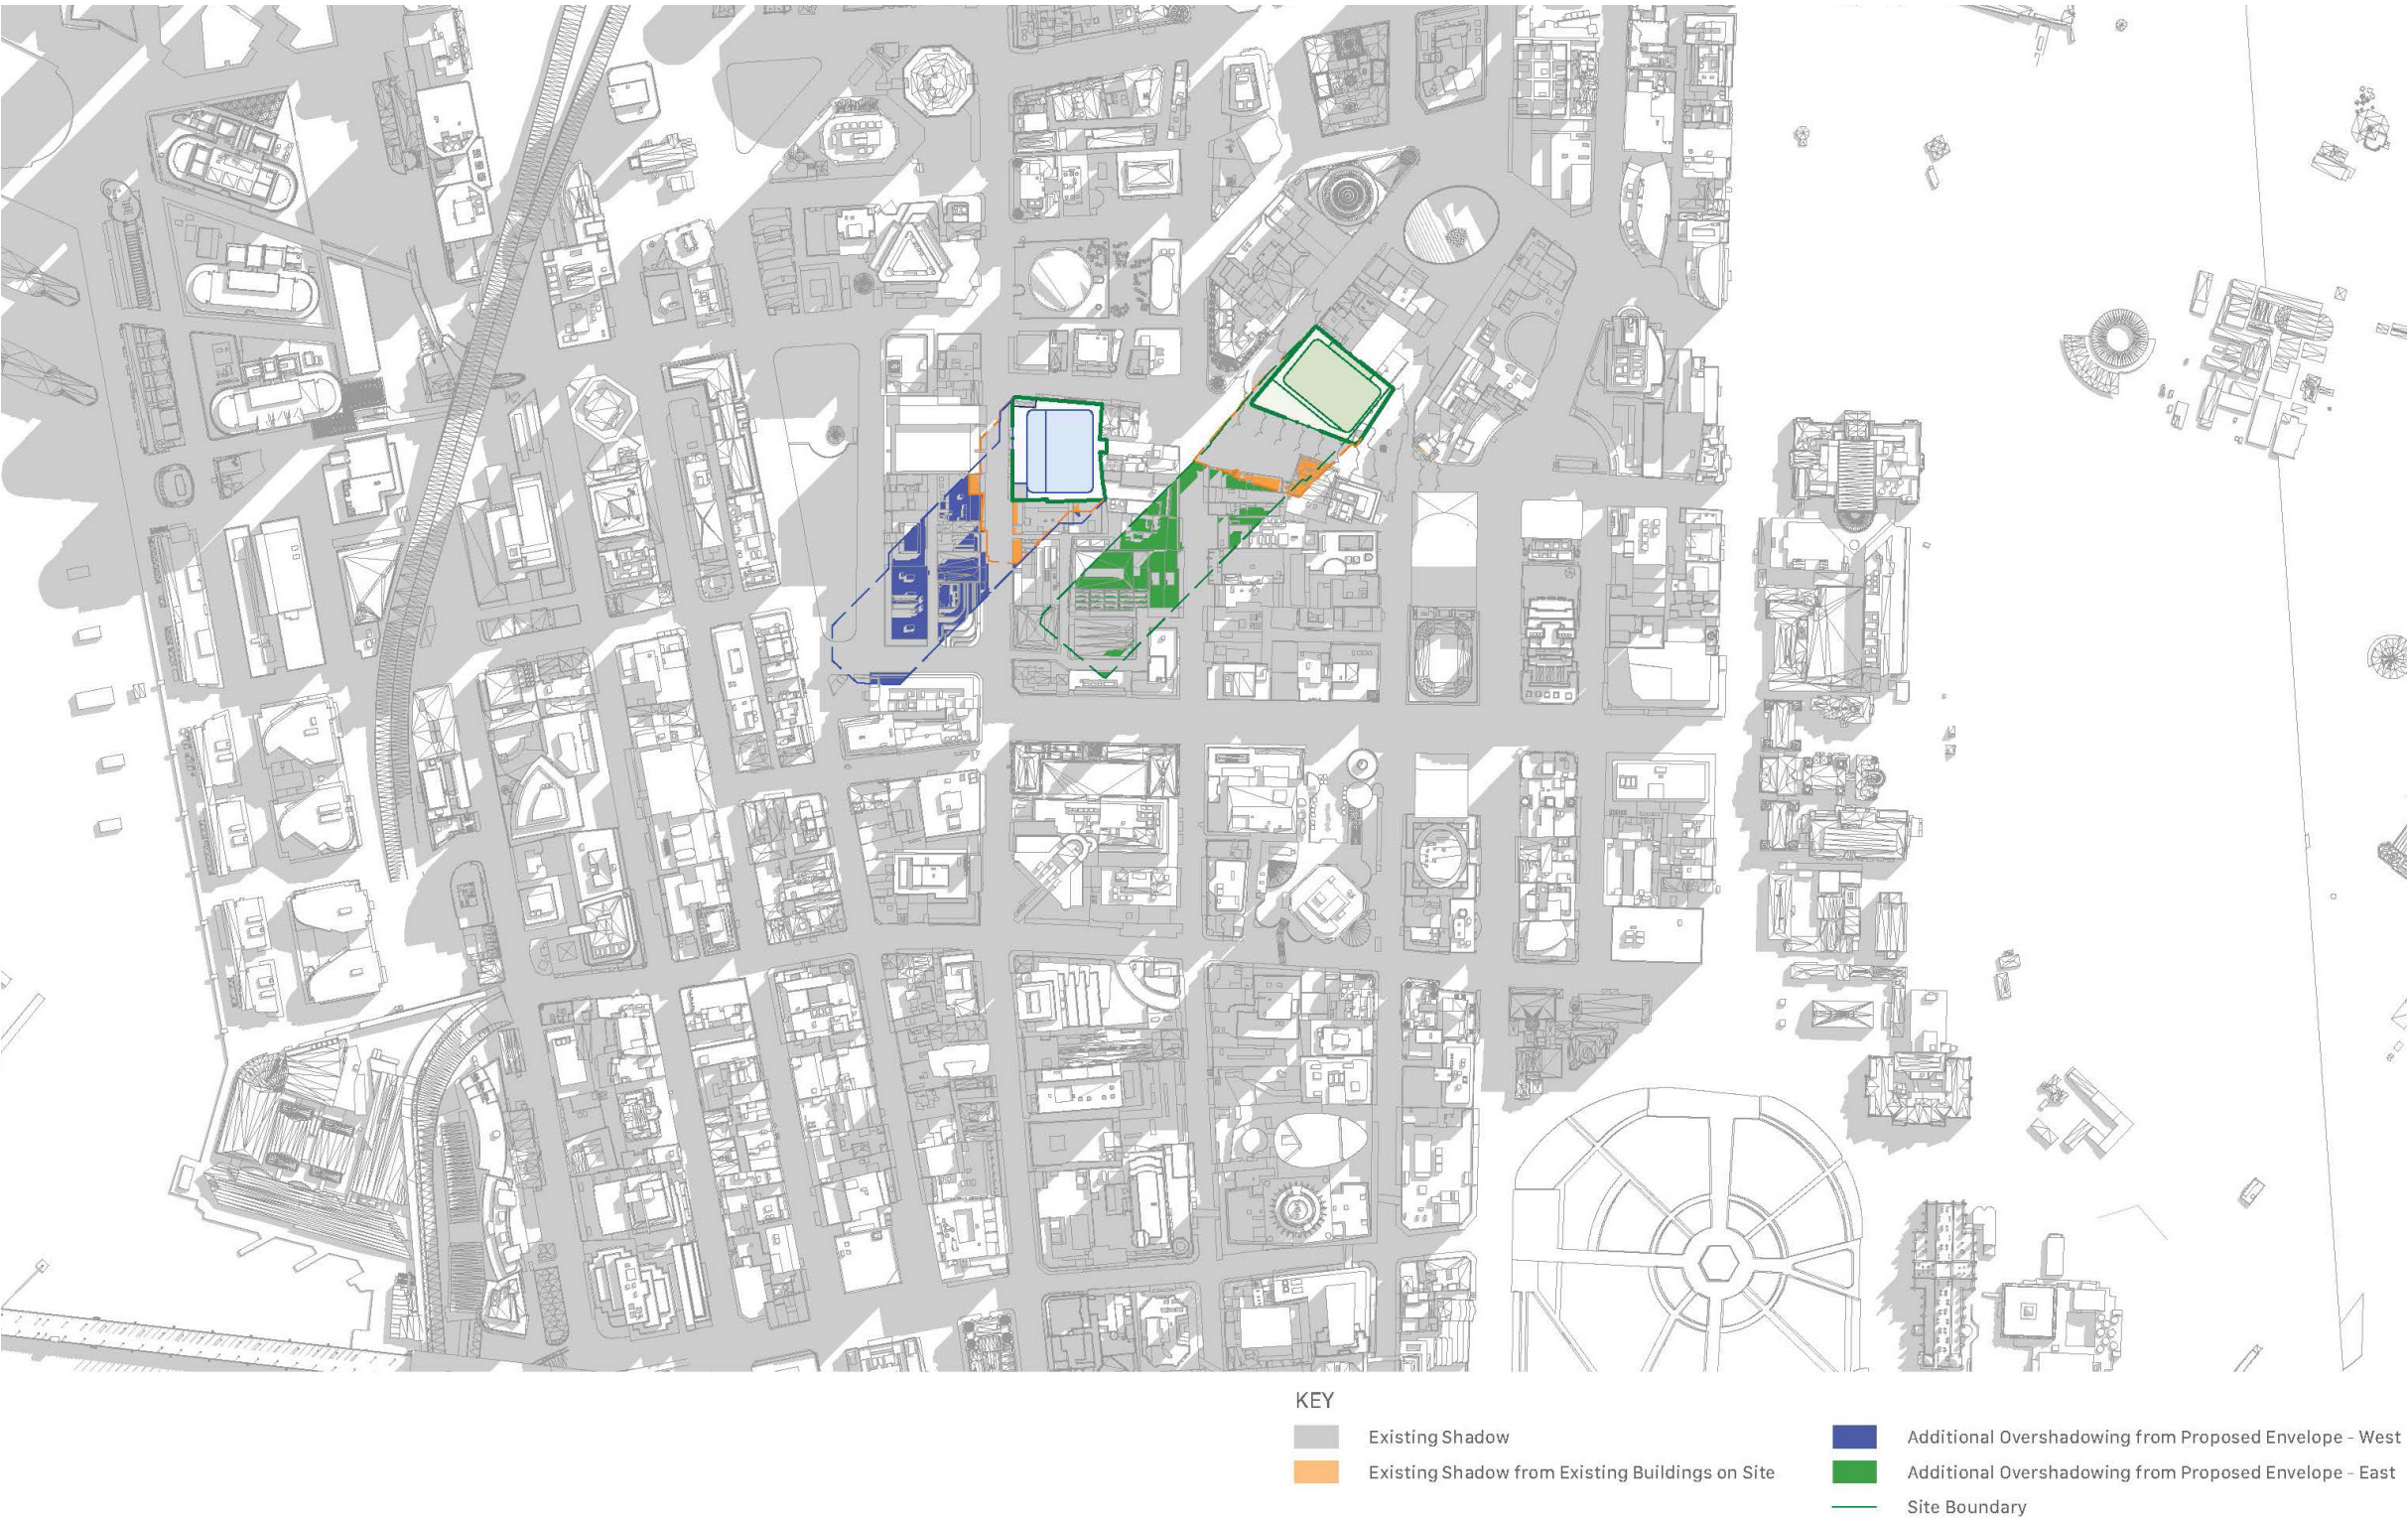 KEY
Existing Shadow
Existing Shadow from Existing Buildings on Site
Additional Overshadowing from Proposed Envelope - West
Additional Overshadowing from Proposed Envelope - East
Site Boundary